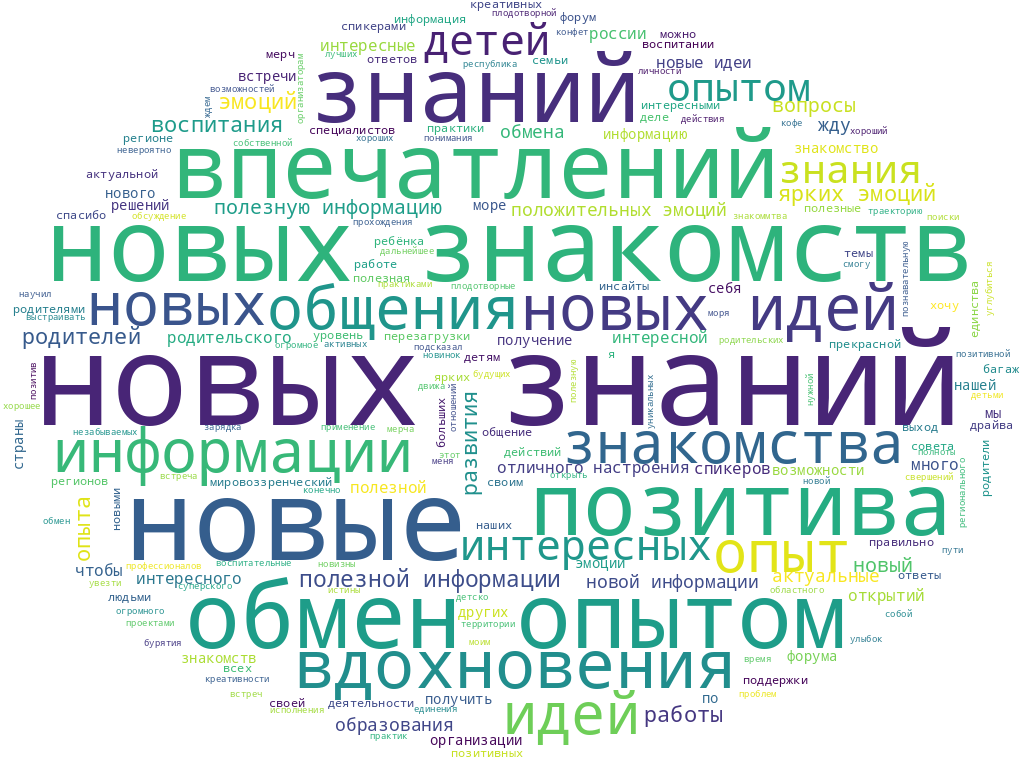 креативных
плодотворной
информация
форум
спикерами
детей
конфет
россии
можно
интересные
воспитании
мерч
лучших
ответов
республика
семьи
новые идеи
личности
встречи
знаний
опытом
возможностей
организаторам
эмоций
ждем
интересными
вопросы
деле
действия
воспитания
специалистов
практики
обмена
информацию
кофе
жду
хороший
регионе
собственной
хороших
понимания
невероятно
впечатлений
знакомство
актуальной
знания
нового
ярких эмоций
решений
полезную информацию
море
положительных эмоций
полезные
траекторию
спасибо
обсуждение
знакоммтва
поиски
прохождения
новых знакомств
ребёнка
дальнейшее
темы
работе
смогу
полезная
практиками
плодотворные
инсайты
себя
познавательную
углубиться
научил
родителями
выстраивать
новых
общения
новых идей
моря
хочу
единства
родителей
родительского
уровень
перезагрузки
получение
интересной
родительских
прекрасной
огромное
активных
подсказал
новинок
детям
я
позитивной
позитив
новых знаний
багаж
хорошее
ярких
будущих
полезную
нужной
нашей
движа
отношений
уникальных
детьми
мы
драйва
страны
незабываемых
зарядка
применение
мерча
больших
развития
общение
знакомства
выход
информации
этот
действий
совета
полноты
родители
регионов
встреча
меня
отличного настроения
спикеров
возможности
много
мировоззренческий
своим
открыть
новой
свершений
регионального
конечно
полезной
опыта
новыми
новые
позитива
обмен
наших
интересных
опыт
правильно
пути
чтобы
профессионалов
воспитательные
новизны
эмоции
новый
увезти
интересного
суперского
истины
полезной информации
новой информации
актуальные
ответы
областного
людьми
детско
открытий
огромного
обмен опытом
других
собой
проектами
территории
бурятия
моим
улыбок
знакомств
вдохновения
время
форума
всех
креативности
поддержки
встреч
получить
по
проблем
своей
деятельности
единения
исполнения
идей
работы
образования
практик
организации
позитивных